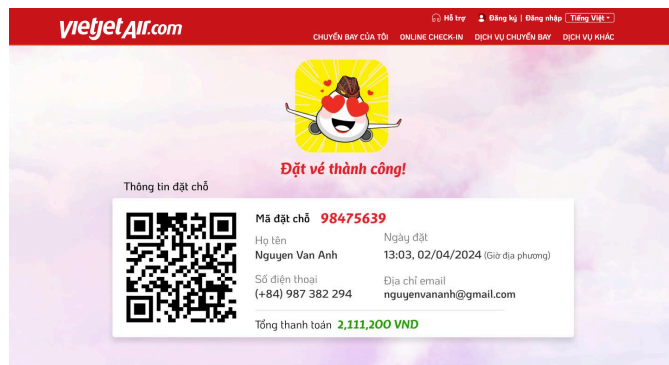 vietjetAir.com
Hỗ trợ Đăng ký | Đăng nhập Tiếng Việt
CHUYẾN BAY CỦA TÔI ONLINE CHECK-IN DỊCH VỤ CHUYẾN BAY DỊCH VỤ KHÁC
Đặt vé thành công!
Thông tin đặt chỗ
Mã đặt chỗ 98475639
Họ tên Ngày đặt
Nguyen Van Anh 13:03, 02/04/2024 (Giờ địa phương)
Số điện thoại Địa chỉ email
(+84) 987 382 294 nguyenvananh@gmail.com
Tổng thanh toán 2,111,200 VND